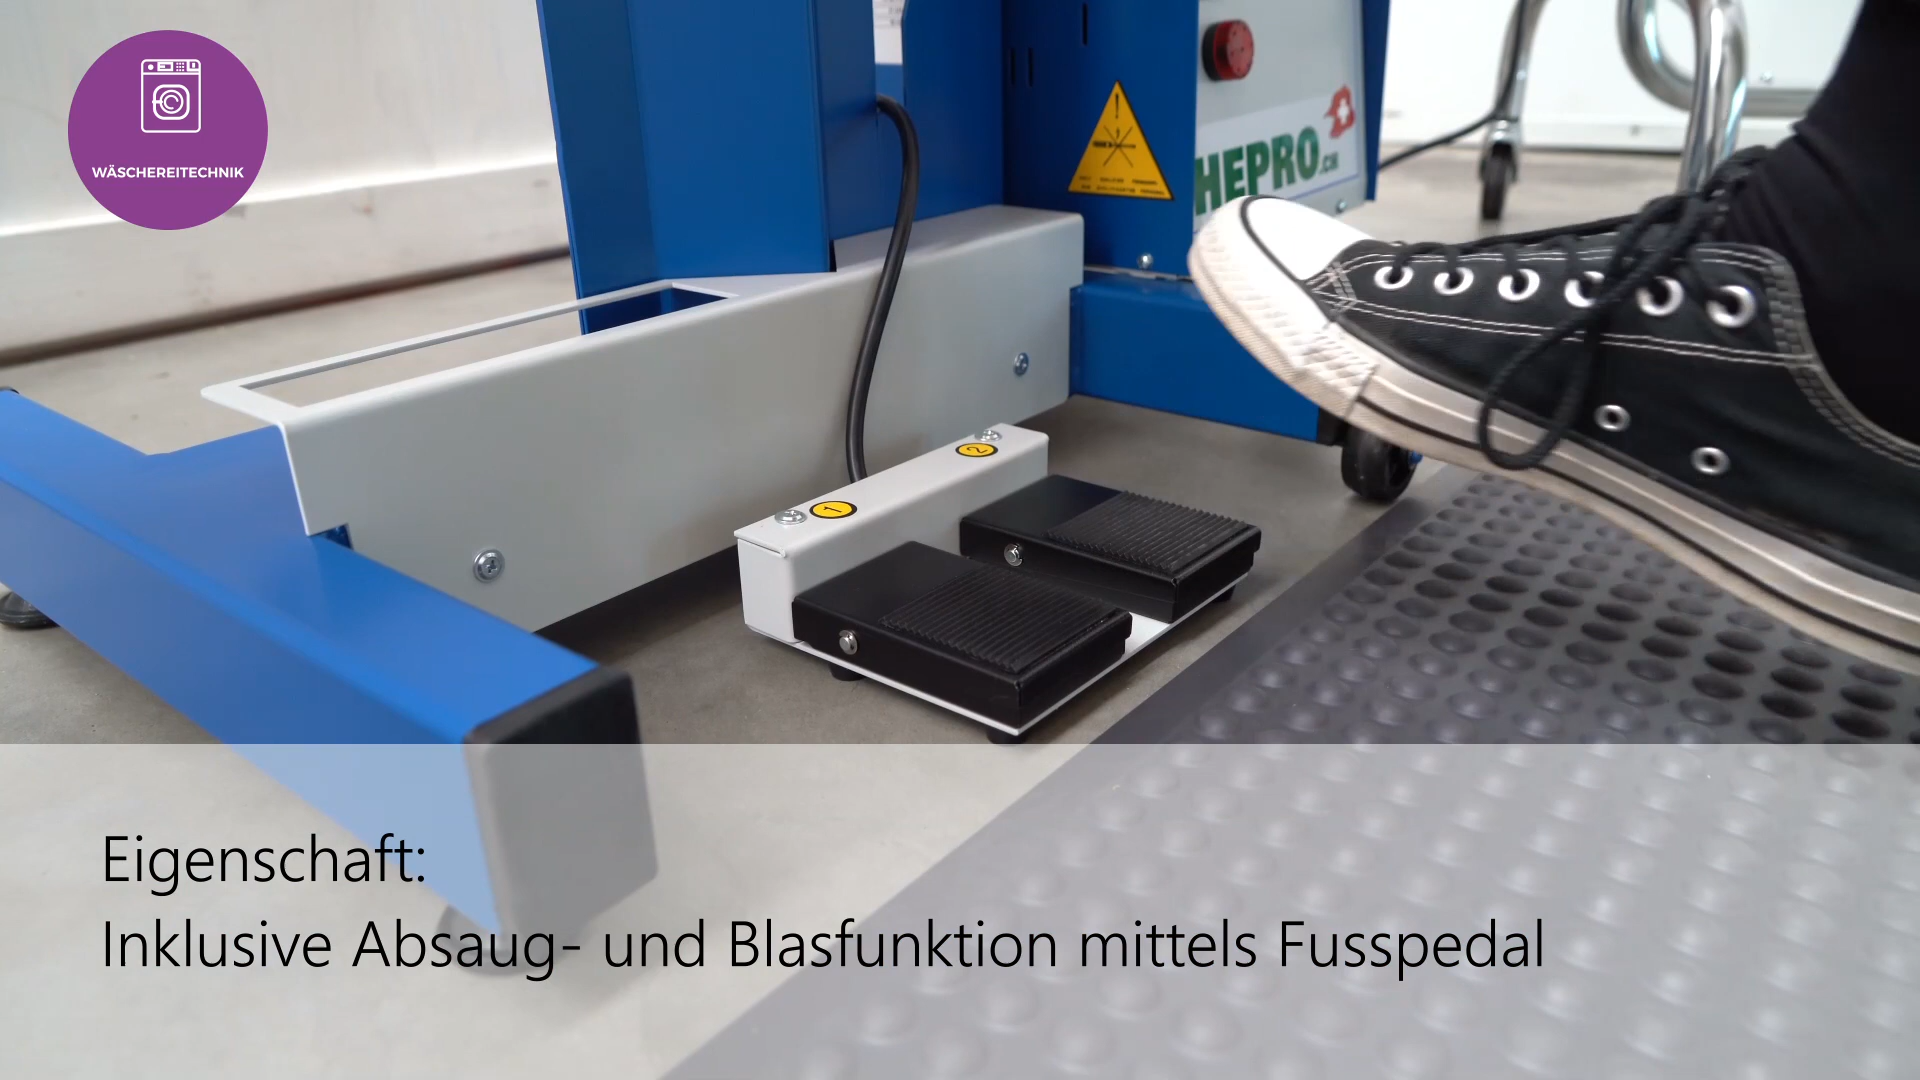 WÄSCHEREITECHNIK
HEPRO.CH
2
1
Eigenschaft:
Inklusive Absaug- und Blasfunktion mittels Fusspedal